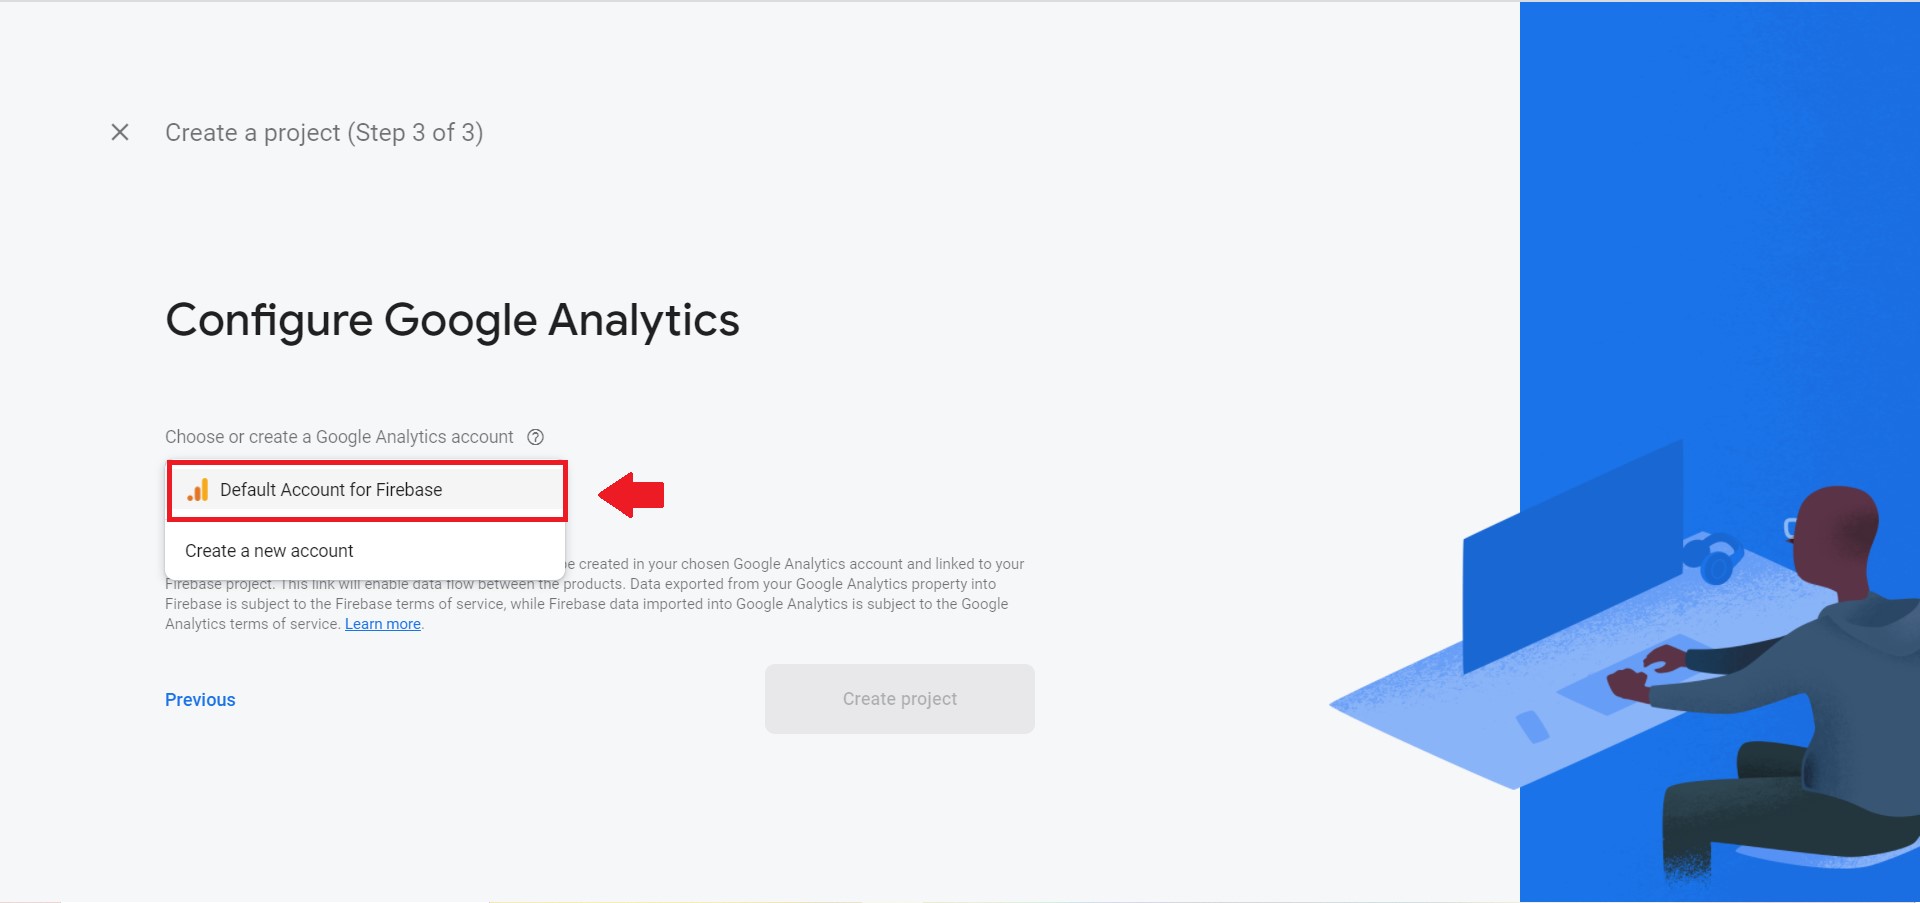 Create a project (Step 3 of 3)
Configure Google Analytics
Choose or create a Google Analytics account
Default Account for Firebase
Create a new account
be created in your chosen Google Analytics account and linked to your
Firebase project. This link will enable data flow between the products. Data exported from your Google Analytics property into
Firebase is subject to the Firebase terms of service, while Firebase data imported into Google Analytics is subject to the Google
Analytics terms of service. Learn more.
Previous
Create project